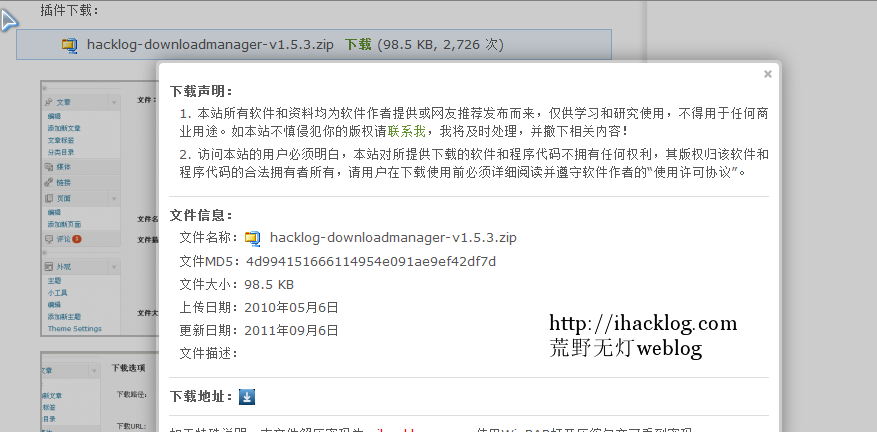 插件下载：
hacklog-downloadmanager-v1.5.3.zip 下载 (98.5 KB, 2,726 次)
下载声明：
1. 本站所有软件和资料均为软件作者提供或网友推荐发布而来，仅供学习和研究使用，不得用于任何商
业用途。如本站不慎侵犯你的版权请联系我，我将及时处理，并撤下相关内容！
2. 访问本站的用户必须明白，本站对所提供下载的软件和程序代码不拥有任何权利，其版权归该软件和
程序代码的合法拥有者所有，请用户在下载使用前必须详细阅读并遵守软件作者的“使用许可协议”。
文件信息：
文件名称： hacklog-downloadmanager-v1.5.3.zip
文件MD5：4d994151666114954e091ae9ef42df7d
文件大小：98.5 KB
上传日期：2010年05月6日
更新日期：2011年09月6日
文件描述：
下载地址：
http://ihacklog.com
荒野无灯weblog
文章
编辑
添加新文章
文章标签
分类目录
媒体
链接
页面
编辑
添加新页面
评论
外观
主题
小工具
编辑
添加新主题
Theme Settings
文件：
文件名
文件描
文件大
文章
新文章
标签
目录
下载选项
下载路径：
下载URL：